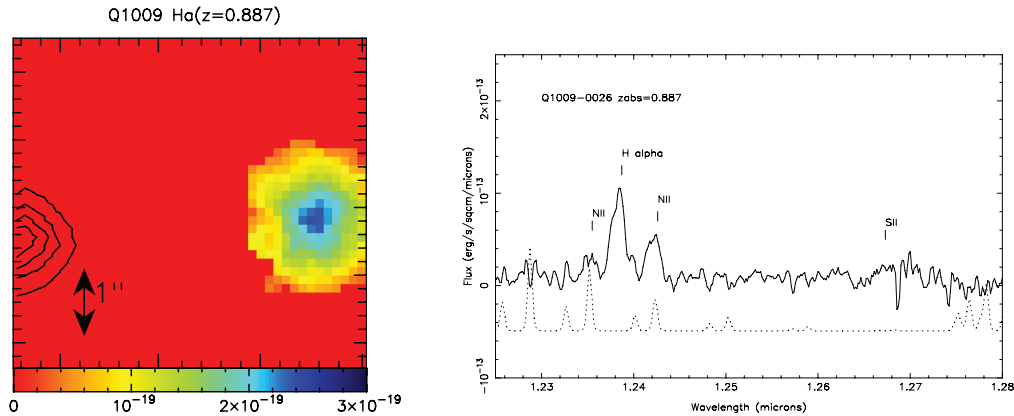 Q1009 Ha(z=0.887)
1"
0 10⁻¹⁹ 2×10⁻¹⁹ 3×10⁻¹⁹
Q1009-0026 zabs=0.887
H alpha
NII
NII
SII
Flux (erg/s/sqcm/microns)
2×10⁻¹³
10⁻¹³
0
-10⁻¹³
1.23 1.24 1.25 1.26 1.27 1.28
Wavelength (microns)